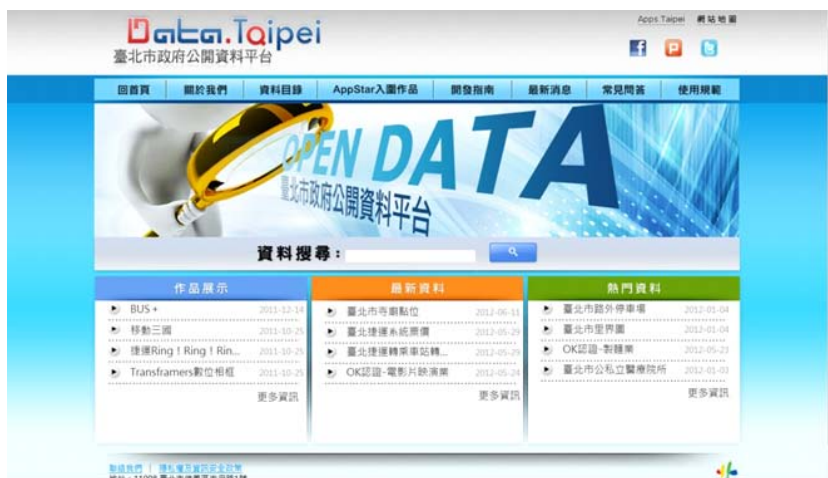 Data.Taipei
臺北市政府公開資料平台
Apps.Taipei 網站地圖
回首頁 關於我們 資料目錄 AppStar入圍作品 開發指南 最新消息 常見問答 使用規範
OPEN DATA
臺北市政府公開資料平台
資料搜尋：
作品展示
BUS+ 2011-12-14
移動三國 2011-10-25
捷運Ring！Ring！Rin... 2011-10-25
Transframers數位相框 2011-10-25
更多資訊
最新資料
臺北市寺廟點位 2012-06-11
臺北捷運系統票價 2012-05-29
臺北捷運轉乘車站轉... 2012-05-29
OK認證-電影片映演業 2012-05-24
更多資訊
熱門資料
臺北市路外停車場 2012-01-04
臺北市里界圖 2012-01-04
OK認證-製麵業 2012-05-23
臺北市公私立醫療院所 2012-01-02
更多資訊
聯絡我們 | 隱私權及資訊安全政策